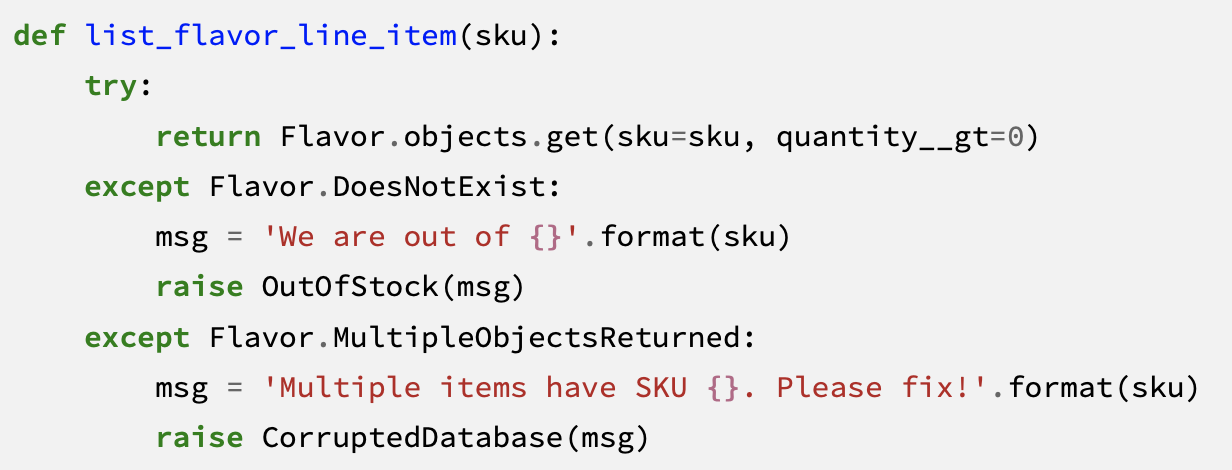 def list_flavor_line_item(sku):
    try:
        return Flavor.objects.get(sku=sku, quantity__gt=0)
    except Flavor.DoesNotExist:
        msg = 'We are out of {}'.format(sku)
        raise OutOfStock(msg)
    except Flavor.MultipleObjectsReturned:
        msg = 'Multiple items have SKU {}. Please fix!'.format(sku)
        raise CorruptedDatabase(msg)